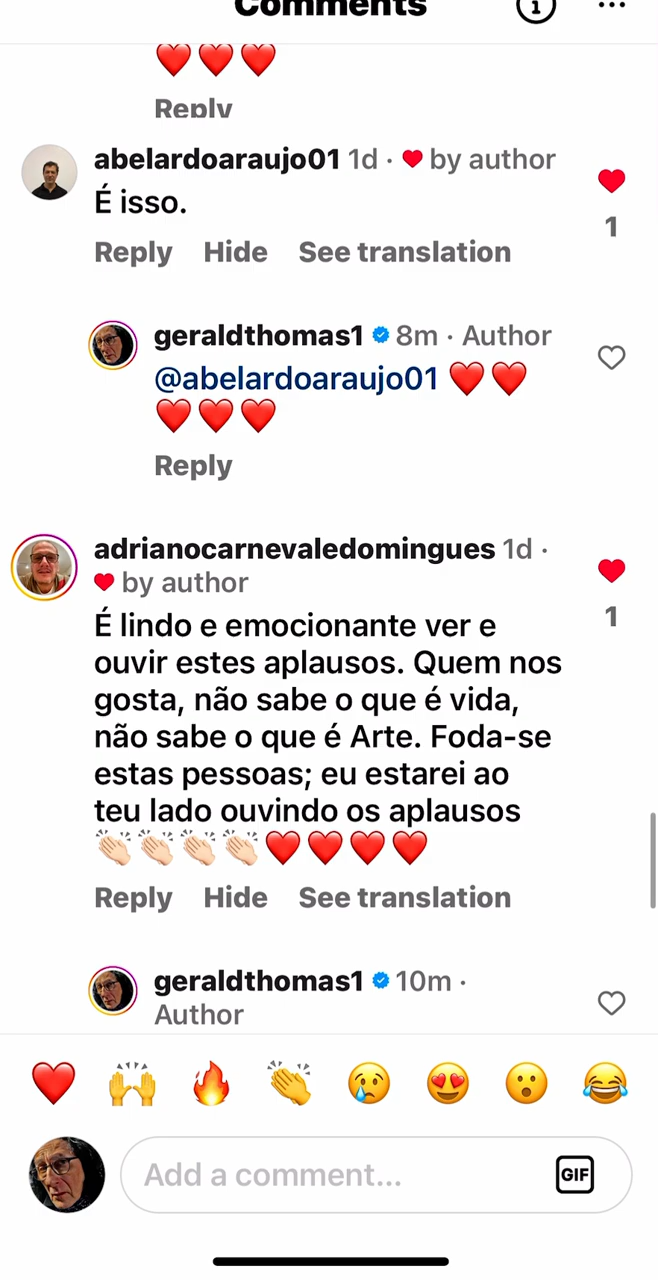 Comments
❤️❤️❤️
Reply
abelardoaraujo01 1d · ❤️ by author
É isso.
1
Reply Hide See translation
geraldthomas1 8m · Author
@abelardoaraujo01 ❤️❤️
❤️❤️❤️
Reply
adrianocarnevaledomingues 1d ·
❤️ by author
É lindo e emocionante ver e
1
ouvir estes aplausos. Quem nos
gosta, não sabe o que é vida,
não sabe o que é Arte. Foda-se
estas pessoas; eu estarei ao
teu lado ouvindo os aplausos
👏🏻👏🏻👏🏻👏🏻❤️❤️❤️❤️
Reply Hide See translation
geraldthomas1 10m ·
Author
❤️🙌🔥👏😢😍😮😂
Add a comment... GIF